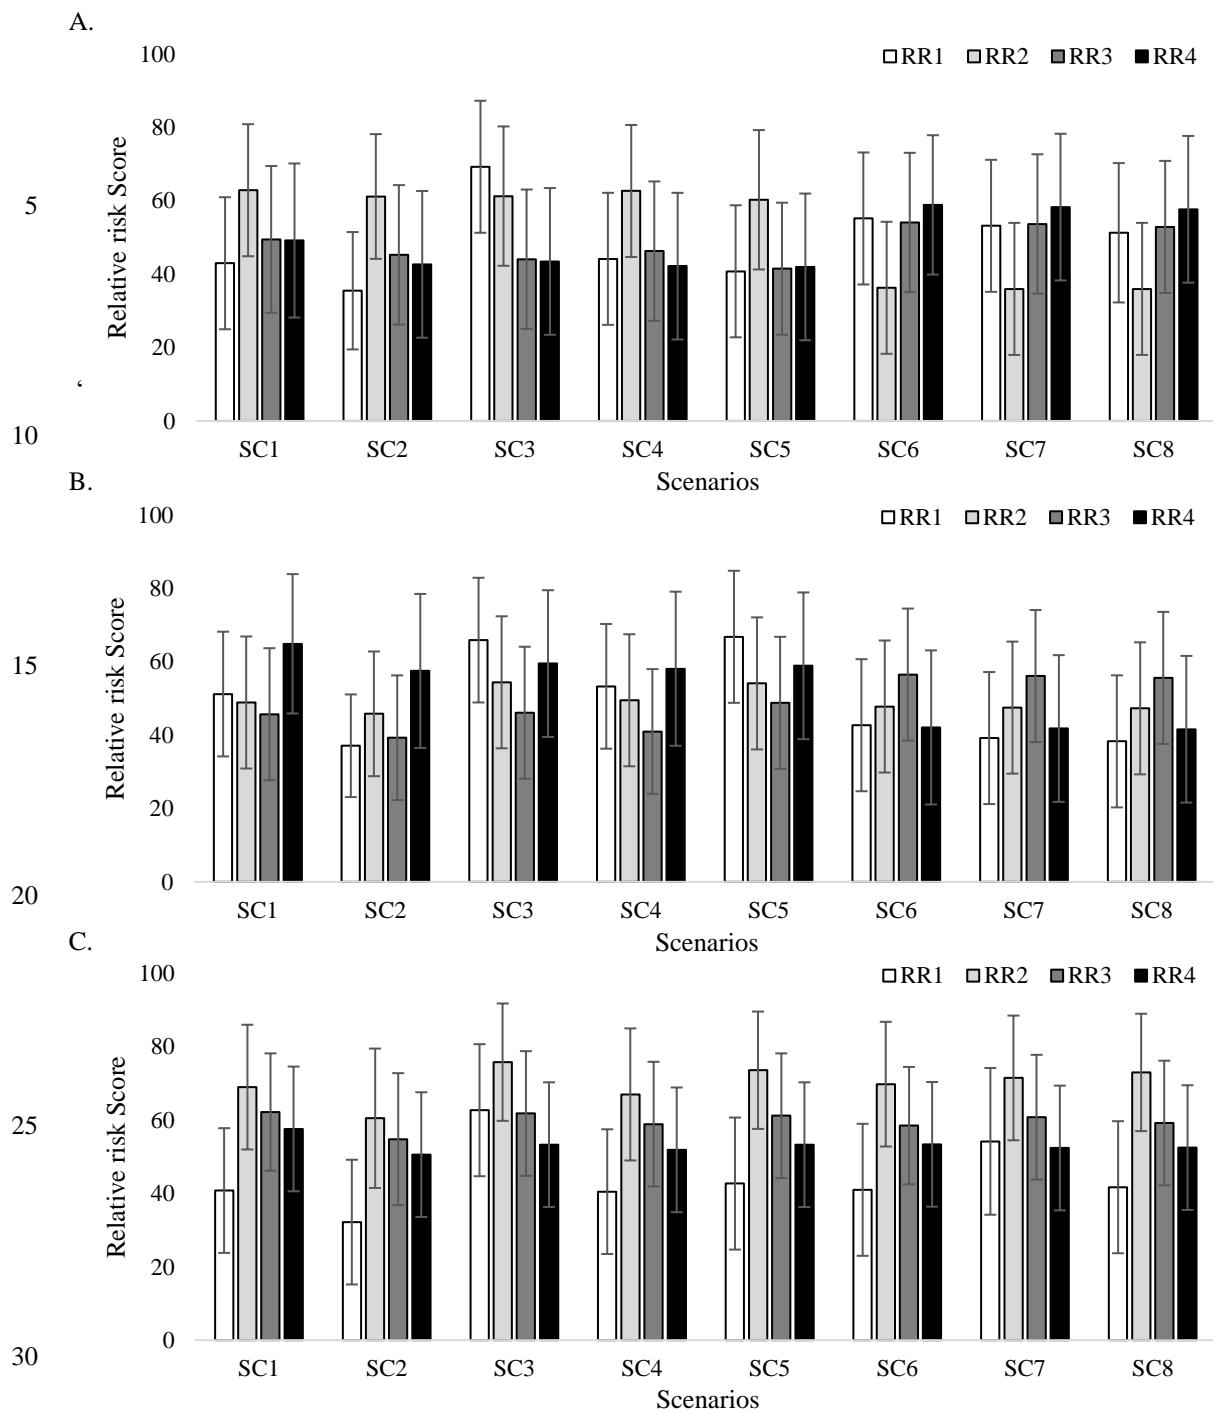 A.
100
RR1 RR2 RR3 RR4
80
60
40
20
0
Relative risk Score
5
‘
10
SC1 SC2 SC3 SC4 SC5 SC6 SC7 SC8
Scenarios
B.
100
RR1 RR2 RR3 RR4
80
60
40
20
0
Relative risk Score
15
20
SC1 SC2 SC3 SC4 SC5 SC6 SC7 SC8
Scenarios
C.
100
RR1 RR2 RR3 RR4
80
60
40
20
0
Relative risk Score
25
30
SC1 SC2 SC3 SC4 SC5 SC6 SC7 SC8
Scenarios